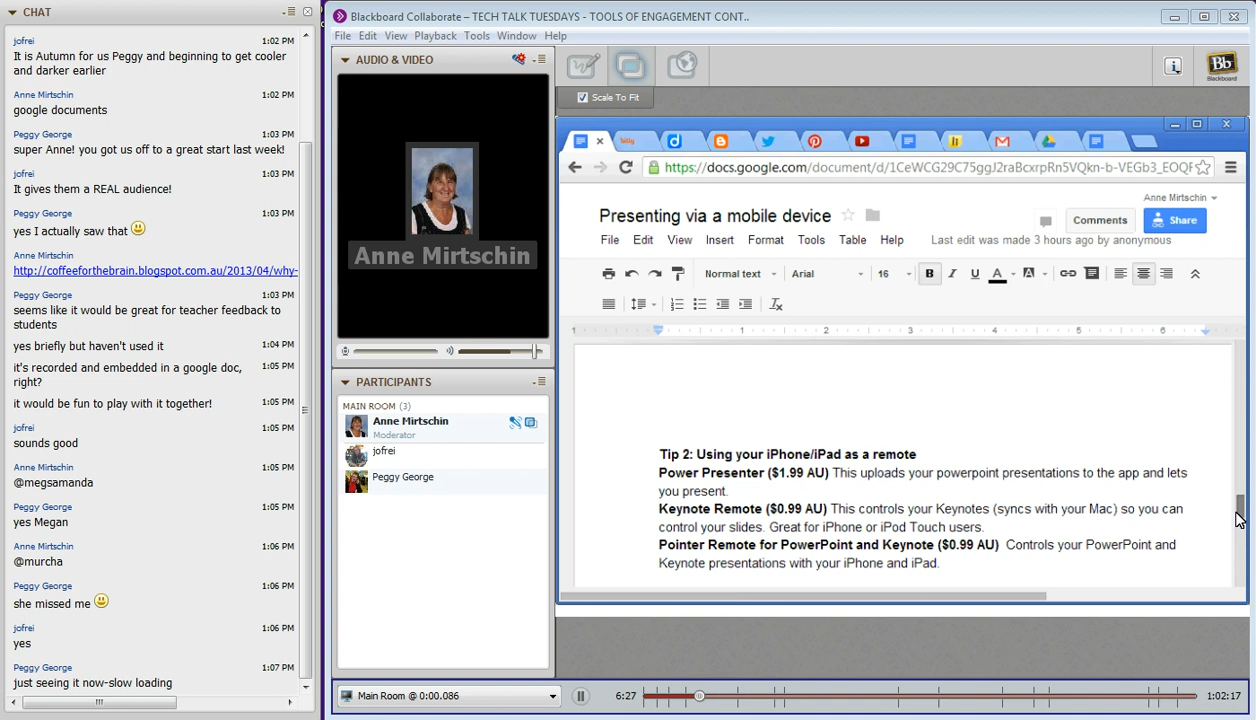 CHAT
jofrei 1:02 PM
It is Autumn for us Peggy and beginning to get cooler
and darker earlier
Anne Mirtschin 1:02 PM
google documents
Peggy George 1:03 PM
super Anne! you got us off to a great start last week!
jofrei 1:03 PM
It gives them a REAL audience!
Peggy George 1:03 PM
yes I actually saw that
Anne Mirtschin 1:03 PM
http://coffeeforthebrain.blogspot.com.au/2013/04/why-
Peggy George 1:03 PM
seems like it would be great for teacher feedback to
students
yes briefly but haven't used it 1:04 PM
it's recorded and embedded in a google doc, 1:05 PM
right?
it would be fun to play with it together! 1:05 PM
jofrei 1:05 PM
sounds good
Anne Mirtschin 1:05 PM
@megsamanda
Peggy George 1:05 PM
yes Megan
Anne Mirtschin 1:06 PM
@murcha
Peggy George 1:06 PM
she missed me
jofrei 1:06 PM
yes
Peggy George 1:07 PM
just seeing it now-slow loading
Blackboard Collaborate – TECH TALK TUESDAYS - TOOLS OF ENGAGEMENT CONT..
File Edit View Playback Tools Window Help
AUDIO & VIDEO
Anne Mirtschin
PARTICIPANTS
MAIN ROOM (3)
Anne Mirtschin
Moderator
jofrei
Peggy George
Main Room @ 0:00.086
Scale To Fit
i
Bb
Blackboard
bitly
https://docs.google.com/document/d/1CeWCG29C75ggJ2raBcxrpRn5VQkn-b-VEGb3_EOQF
Anne Mirtschin
Presenting via a mobile device
Comments
Share
File Edit View Insert Format Tools Table Help Last edit was made 3 hours ago by anonymous
Normal text Arial 16 B I U A A
1 1 2 3 4 5 6
Tip 2: Using your iPhone/iPad as a remote
Power Presenter ($1.99 AU) This uploads your powerpoint presentations to the app and lets
you present.
Keynote Remote ($0.99 AU) This controls your Keynotes (syncs with your Mac) so you can
control your slides. Great for iPhone or iPod Touch users.
Pointer Remote for PowerPoint and Keynote ($0.99 AU) Controls your PowerPoint and
Keynote presentations with your iPhone and iPad.
6:27 1:02:17